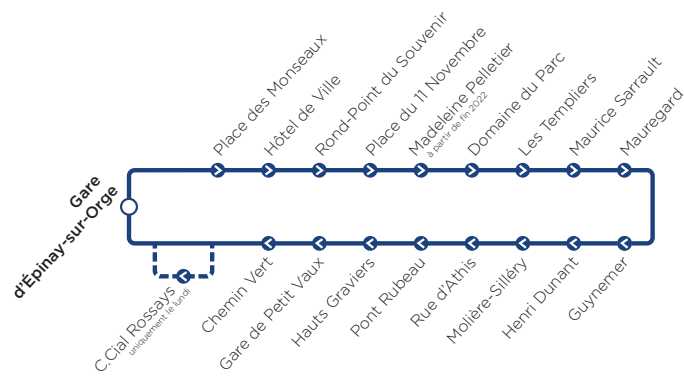 Place des Monseaux
Hôtel de Ville
Rond-Point du Souvenir
Place du 11 Novembre
Madeleine Pelletier
à partir de fin 2022
Domaine du Parc
Les Templiers
Maurice Sarrault
Mauregard
Gare
d'Épinay-sur-Orge
C.Cial Rossays
uniquement le lundi
Chemin Vert
Gare de Petit Vaux
Hauts Graviers
Pont Rubeau
Rue d'Athis
Molière-Silléry
Henri Dunant
Guynemer